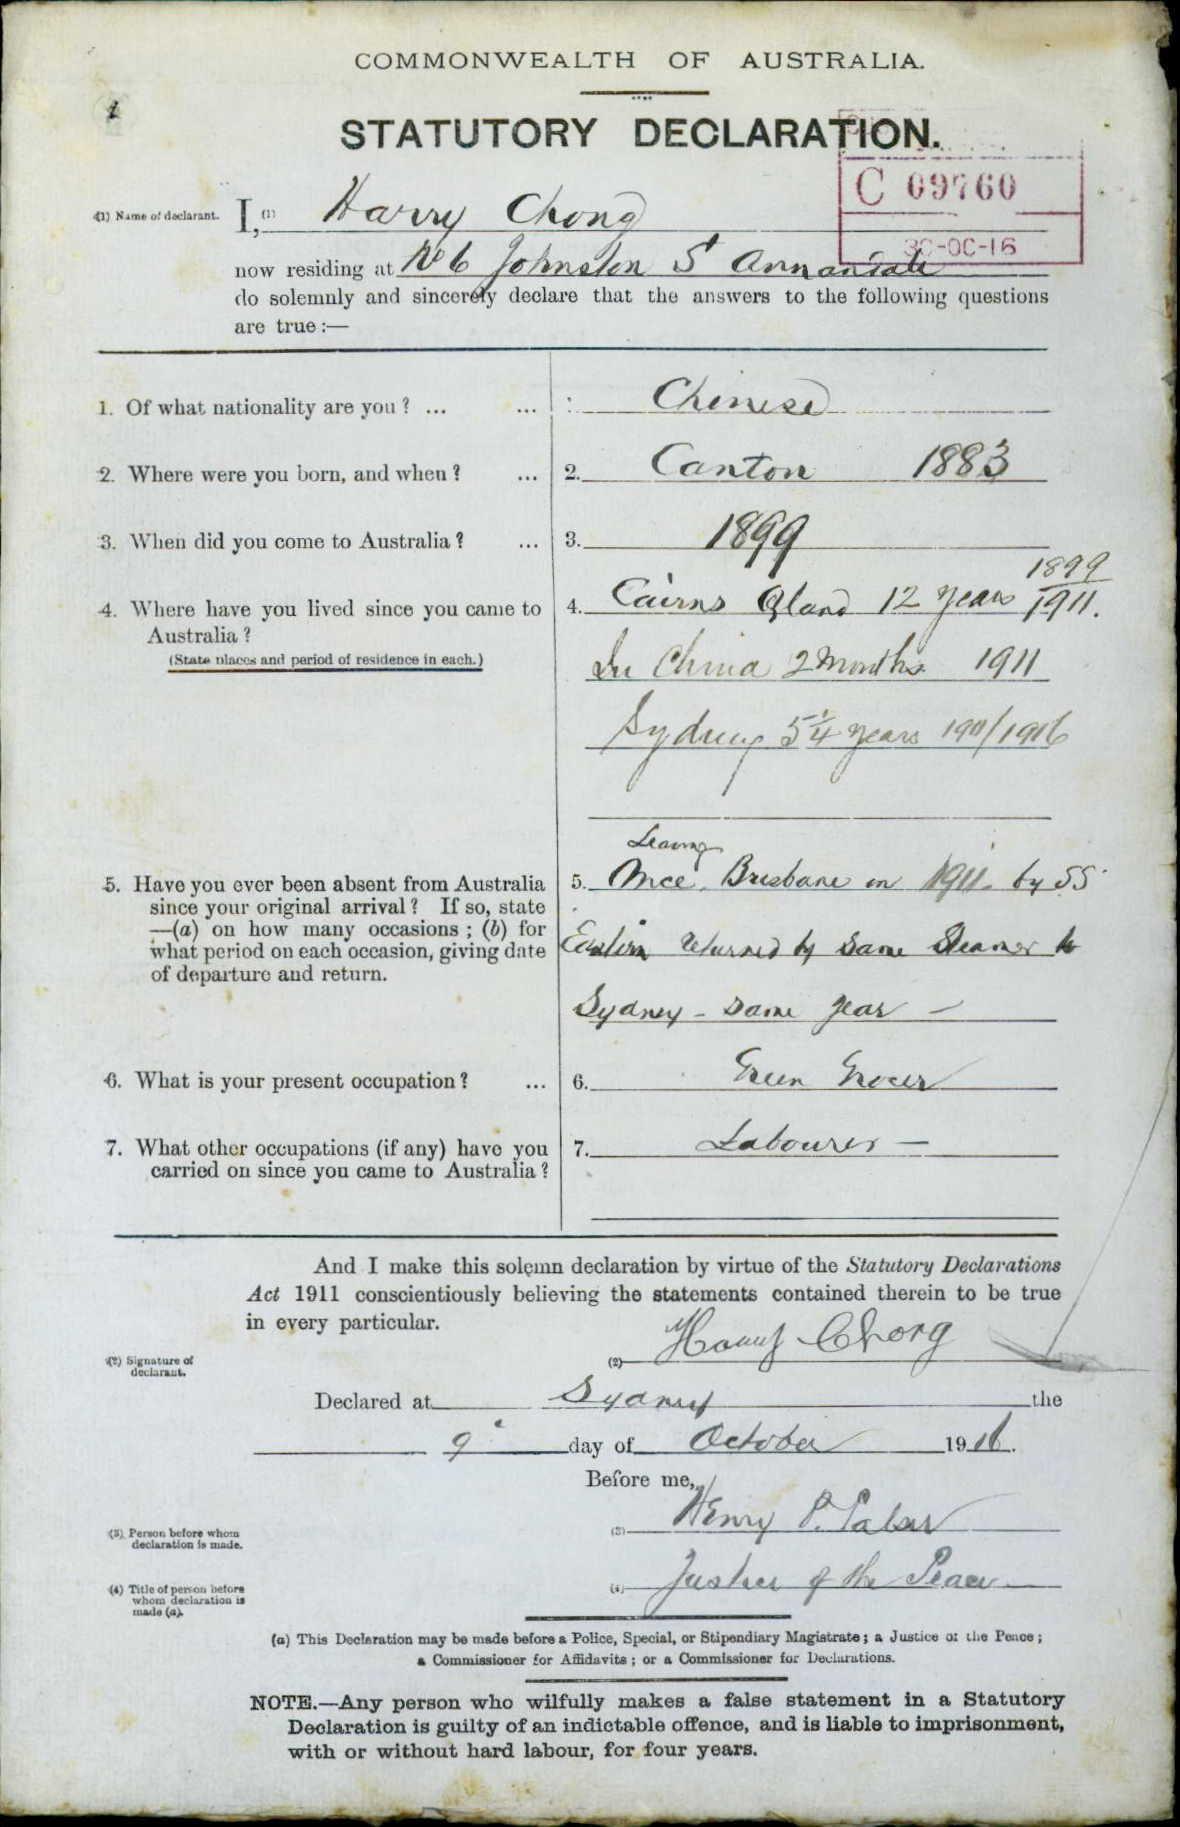 1
COMMONWEALTH OF AUSTRALIA.
STATUTORY DECLARATION.
C 09760
30-OC-16
(1) Name of declarant.
I, (1) Harry Chong
now residing at No 6 Johnston St Annandale
do solemnly and sincerely declare that the answers to the following questions
are true:—
1. Of what nationality are you? ... ... : Chinese
2. Where were you born, and when? ... 2. Canton 1883
3. When did you come to Australia? ... 3. 1899
4. Where have you lived since you came to
Australia?
(State places and period of residence in each.)
4. Cairns Qland 12 years 1899/1911.
In China 2 Months 1911
Sydney 5 1/4 years 1911/1916
5. Have you ever been absent from Australia
since your original arrival? If so, state
—(a) on how many occasions; (b) for
what period on each occasion, giving date
of departure and return.
Leaving
5. Once Brisbane in 1911 by SS
Eastern returned by Same Steamer to
Sydney - Same year —
6. What is your present occupation? ... 6. Green Grocer
7. What other occupations (if any) have you
carried on since you came to Australia?
7. Labourer —
And I make this solemn declaration by virtue of the Statutory Declarations
Act 1911 conscientiously believing the statements contained therein to be true
in every particular.
(2) Signature of
declarant.
(2) Harry Chong
Declared at Sydney the
9 day of October 1916.
Before me,
(3) Person before whom
declaration is made.
(3) Henry P.
(4) Title of person before
whom declaration is
made (a).
(4) Justice of the Peace
(a) This Declaration may be made before a Police, Special, or Stipendiary Magistrate; a Justice of the Peace;
a Commissioner for Affidavits; or a Commissioner for Declarations.
NOTE.—Any person who wilfully makes a false statement in a Statutory
Declaration is guilty of an indictable offence, and is liable to imprisonment,
with or without hard labour, for four years.